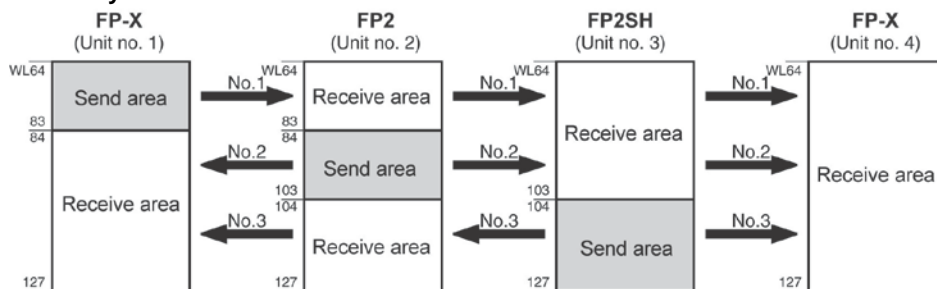 FP-X FP2 FP2SH FP-X
(Unit no. 1) (Unit no. 2) (Unit no. 3) (Unit no. 4)
WL64 WL64 WL64 WL64
Send area No.1 Receive area No.1 No.1
83 83
84 84
Receive area
No.2 Send area No.2 No.2
Receive area
103 103
104 104
Receive area
No.3 Receive area No.3 Send area No.3
127 127 127 127